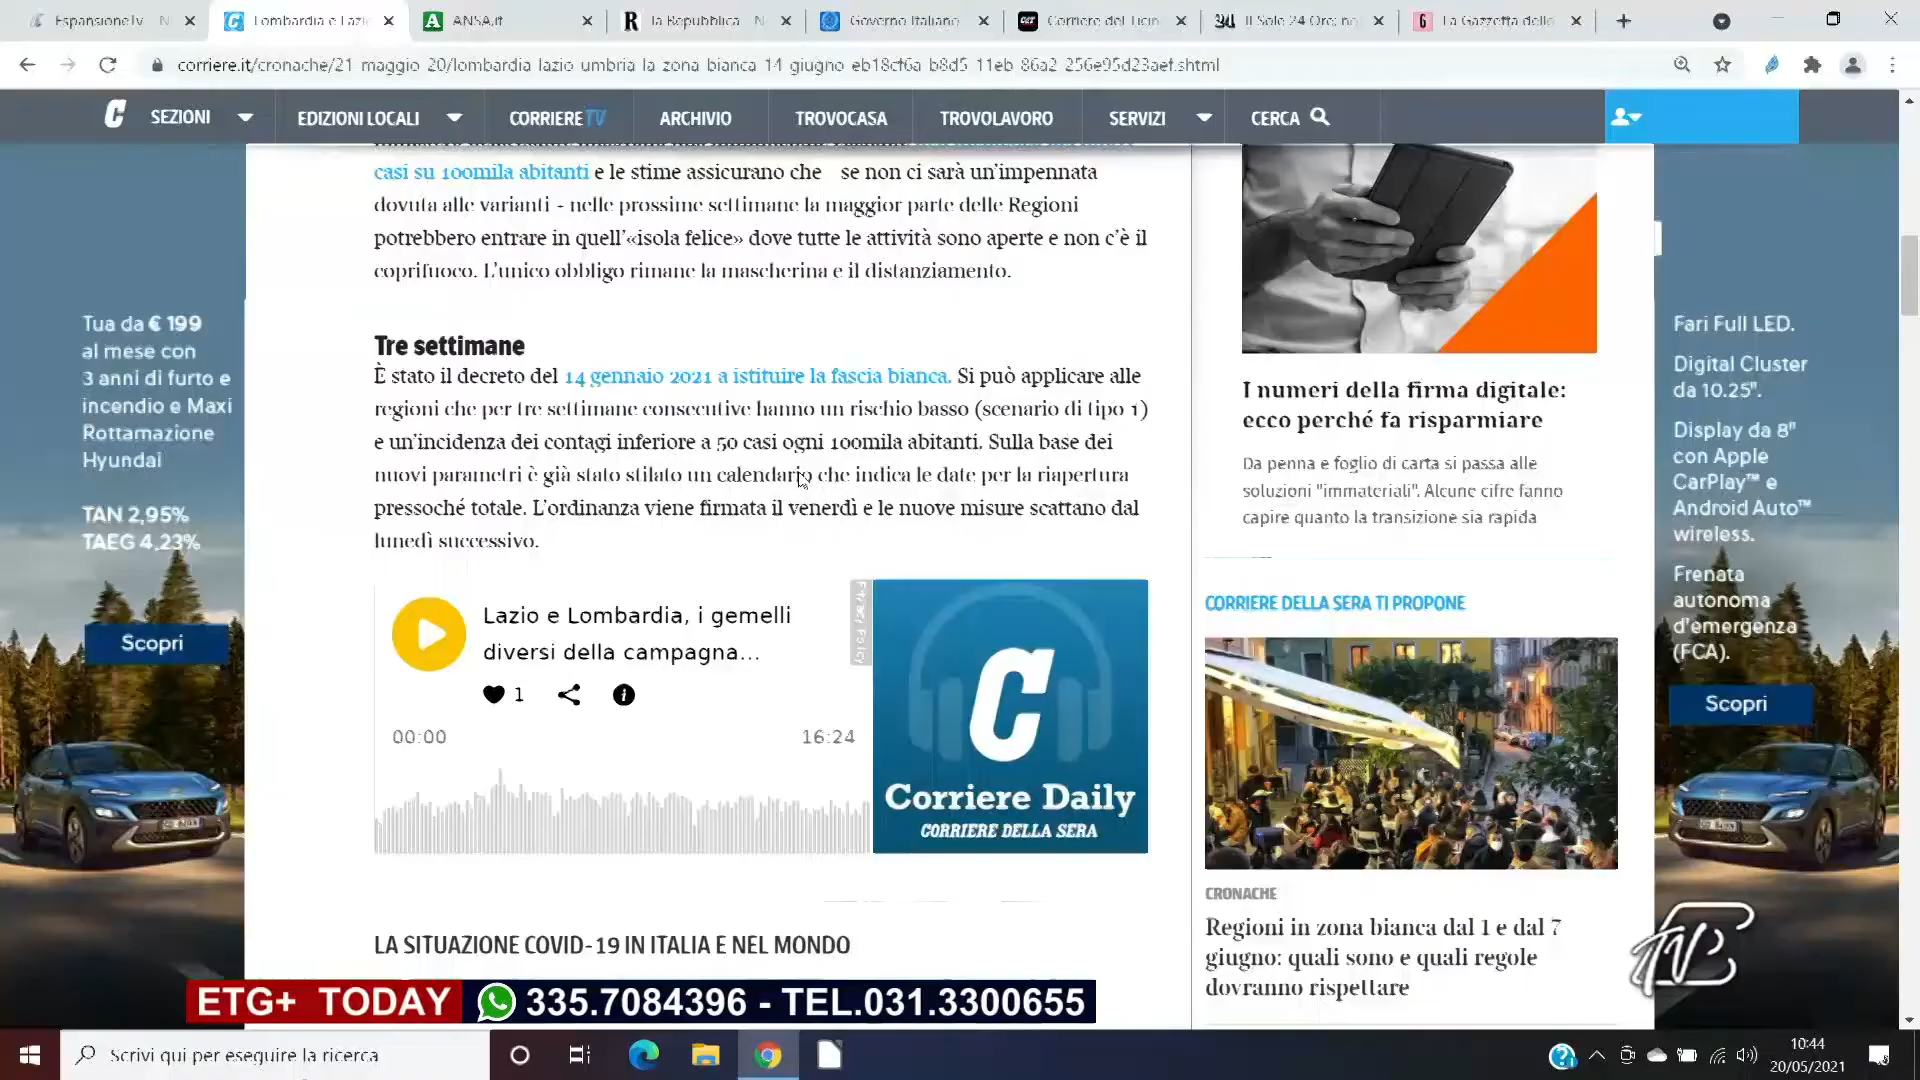 EspansioneTv
Lombardia e Lazi
ANSA.it
la Repubblica
Governo Italiano
Corriere del Ticin
Il Sole 24 Ore: no
La Gazzetta dello
corriere.it/cronache/21_maggio_20/lombardia-lazio-umbria-la-zona-bianca-14-giugno-eb18cf6a-b8d5-11eb-86a2-256e95d23aef.shtml
SEZIONI
EDIZIONI LOCALI
CORRIERE TV
ARCHIVIO
TROVOCASA
TROVOLAVORO
SERVIZI
CERCA
casi su 100mila abitanti e le stime assicurano che se non ci sarà un'impennata
dovuta alle varianti - nelle prossime settimane la maggior parte delle Regioni
potrebbero entrare in quell'«isola felice» dove tutte le attività sono aperte e non c'è il
coprifuoco. L'unico obbligo rimane la mascherina e il distanziamento.
Tre settimane
È stato il decreto del 14 gennaio 2021 a istituire la fascia bianca. Si può applicare alle
regioni che per tre settimane consecutive hanno un rischio basso (scenario di tipo 1)
e un'incidenza dei contagi inferiore a 50 casi ogni 100mila abitanti. Sulla base dei
nuovi parametri è già stato stilato un calendario che indica le date per la riapertura
pressoché totale. L'ordinanza viene firmata il venerdì e le nuove misure scattano dal
lunedì successivo.
Lazio e Lombardia, i gemelli
diversi della campagna...
1
00:00
16:24
Privacy Policy
C
Corriere Daily
CORRIERE DELLA SERA
LA SITUAZIONE COVID-19 IN ITALIA E NEL MONDO
I numeri della firma digitale:
ecco perché fa risparmiare
Da penna e foglio di carta si passa alle
soluzioni "immateriali". Alcune cifre fanno
capire quanto la transizione sia rapida
CORRIERE DELLA SERA TI PROPONE
CRONACHE
Regioni in zona bianca dal 1 e dal 7
giugno: quali sono e quali regole
dovranno rispettare
Tua da € 199
al mese con
3 anni di furto e
incendio e Maxi
Rottamazione
Hyundai
TAN 2,95%
TAEG 4,23%
Scopri
Fari Full LED.
Digital Cluster
da 10.25".
Display da 8"
con Apple
CarPlay™ e
Android Auto™
wireless.
Frenata
autonoma
d'emergenza
(FCA).
Scopri
ETG+ TODAY
335.7084396 - TEL.031.3300655
Scrivi qui per eseguire la ricerca
10:44
20/05/2021